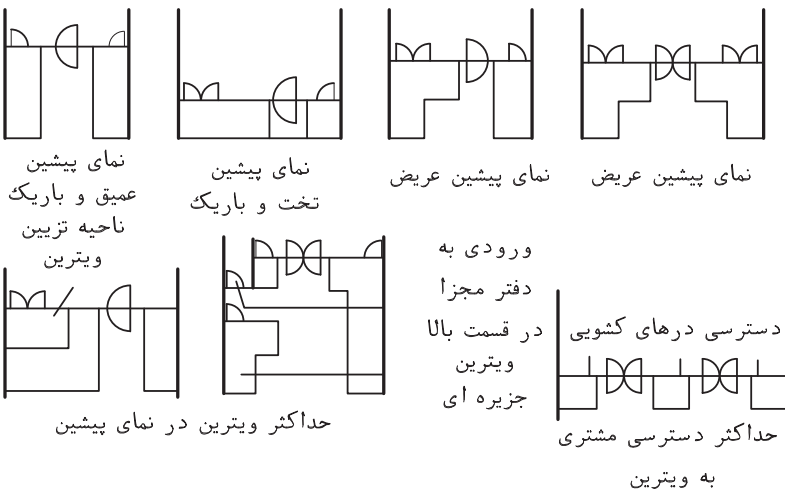 نمای پیشین عریض
نمای پیشین عریض
نمای پیشین
تخت و باریک
نمای پیشین
عمیق و باریک
ناحیه تزیین
ویترین
ورودی به
دفتر مجزا
در قسمت بالا
ویترین
جزیره ای
دسترسی درهای کشویی
حداکثر ویترین در نمای پیشین
حداکثر دسترسی مشتری
به ویترین